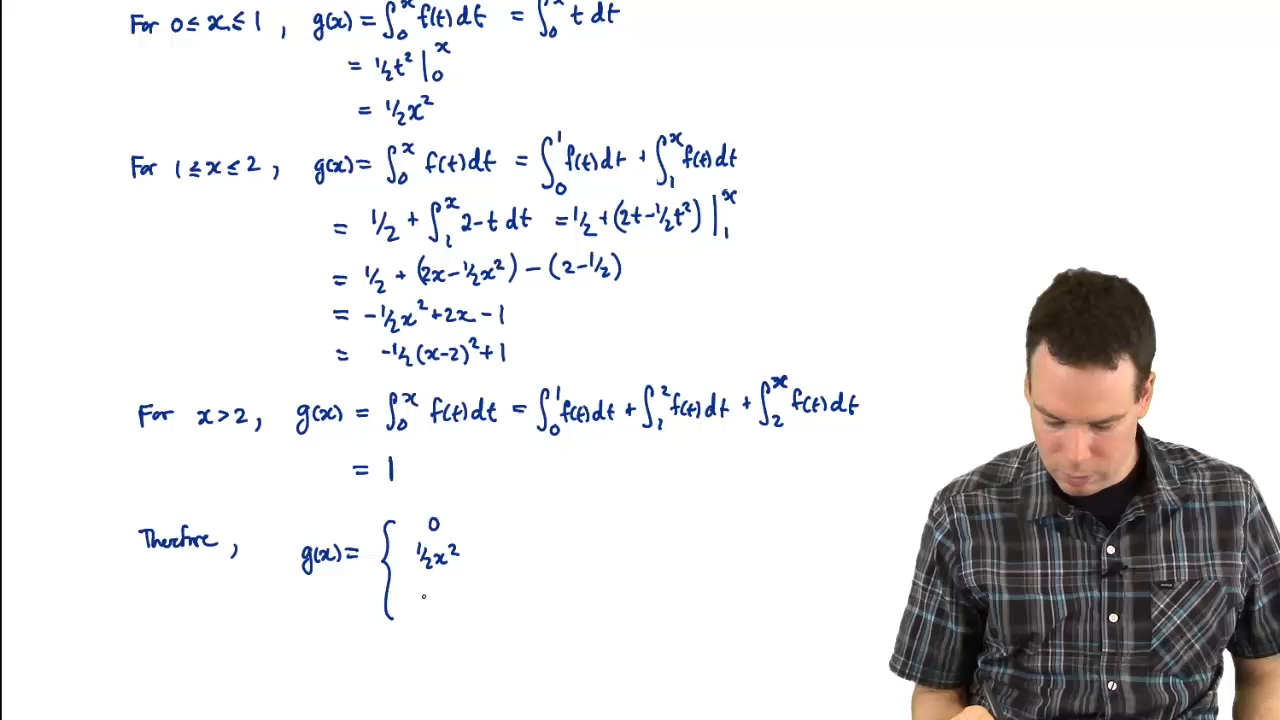 For 0 ≤ x ≤ 1 , g(x) = ∫₀ˣ f(t) dt = ∫₀ˣ t dt
= ½t² |₀ˣ
= ½x²
For 1 ≤ x ≤ 2 , g(x) = ∫₀ˣ f(t) dt = ∫₀¹ f(t) dt + ∫₁ˣ f(t) dt
= ½ + ∫₁ˣ 2-t dt = ½ + (2t - ½t²) |₁ˣ
= ½ + (2x - ½x²) - (2 - ½)
= -½x² + 2x - 1
= -½(x-2)² + 1
For x > 2 , g(x) = ∫₀ˣ f(t) dt = ∫₀¹ f(t) dt + ∫₁² f(t) dt + ∫₂ˣ f(t) dt
= 1
Therefore , g(x) = { 0
½x²